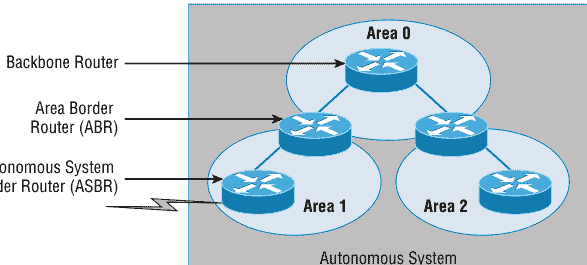 Area 0
Backbone Router
Area Border
Router (ABR)
onomous System
der Router (ASBR)
Area 1
Area 2
Autonomous System